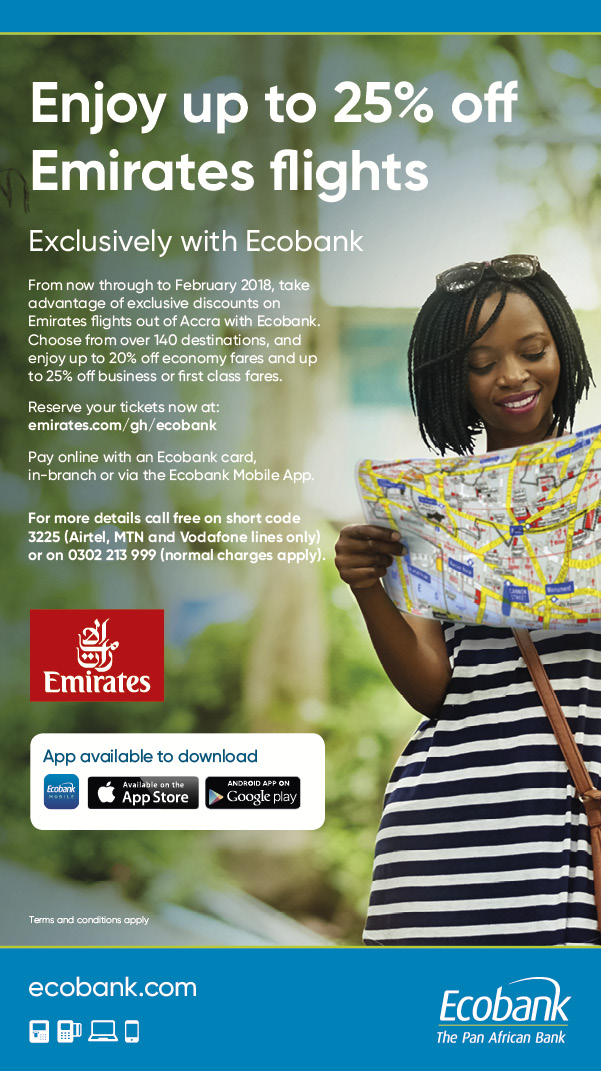 Enjoy up to 25% off
Emirates flights
Exclusively with Ecobank
From now through to February 2018, take
advantage of exclusive discounts on
Emirates flights out of Accra with Ecobank.
Choose from over 140 destinations, and
enjoy up to 20% off economy fares and up
to 25% off business or first class fares.
Reserve your tickets now at:
emirates.com/gh/ecobank
Pay online with an Ecobank card,
in-branch or via the Ecobank Mobile App.
For more details call free on short code
3225 (Airtel, MTN and Vodafone lines only)
or on 0302 213 999 (normal charges apply).
CANNON
STREET
Monument
Emirates
App available to download
Ecobank
MOBILE
Available on the
App Store
ANDROID APP ON
Google play
Terms and conditions apply
ecobank.com
Ecobank
The Pan African Bank